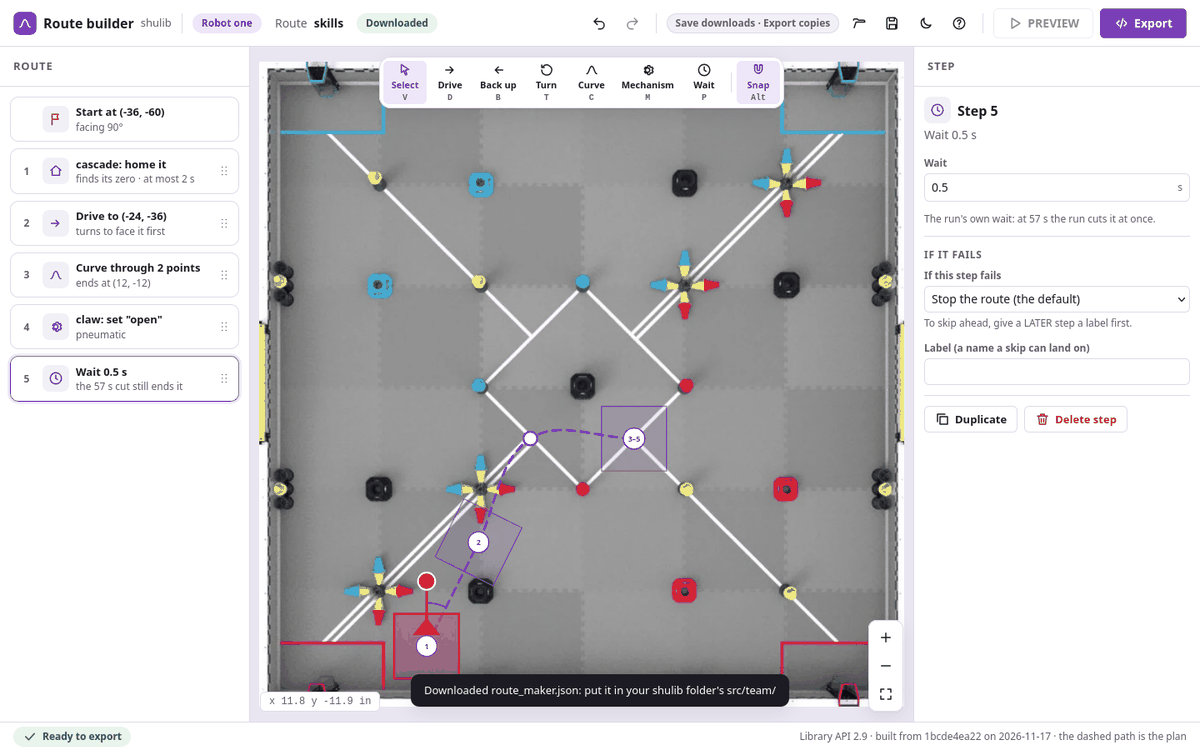 Route builder shulib Robot one Route skills Downloaded Save downloads · Export copies PREVIEW Export
ROUTE
Start at (-36, -60)
facing 90°
1 cascade: home it
finds its zero · at most 2 s
2 Drive to (-24, -36)
turns to face it first
3 Curve through 2 points
ends at (12, -12)
4 claw: set "open"
pneumatic
5 Wait 0.5 s
the 57 s cut still ends it
Select Drive Back up Turn Curve Mechanism Wait Snap
V D B T C M P Alt
3–5
2
1
x 11.8 y -11.9 in
Downloaded route_maker.json: put it in your shulib folder's src/team/
STEP
Step 5
Wait 0.5 s
Wait
0.5 s
The run's own wait: at 57 s the run cuts it at once.
IF IT FAILS
If this step fails
Stop the route (the default)
To skip ahead, give a LATER step a label first.
Label (a name a skip can land on)
Duplicate Delete step
Ready to export
Library API 2.9 · built from 1bcde4ea22 on 2026-11-17 · the dashed path is the plan